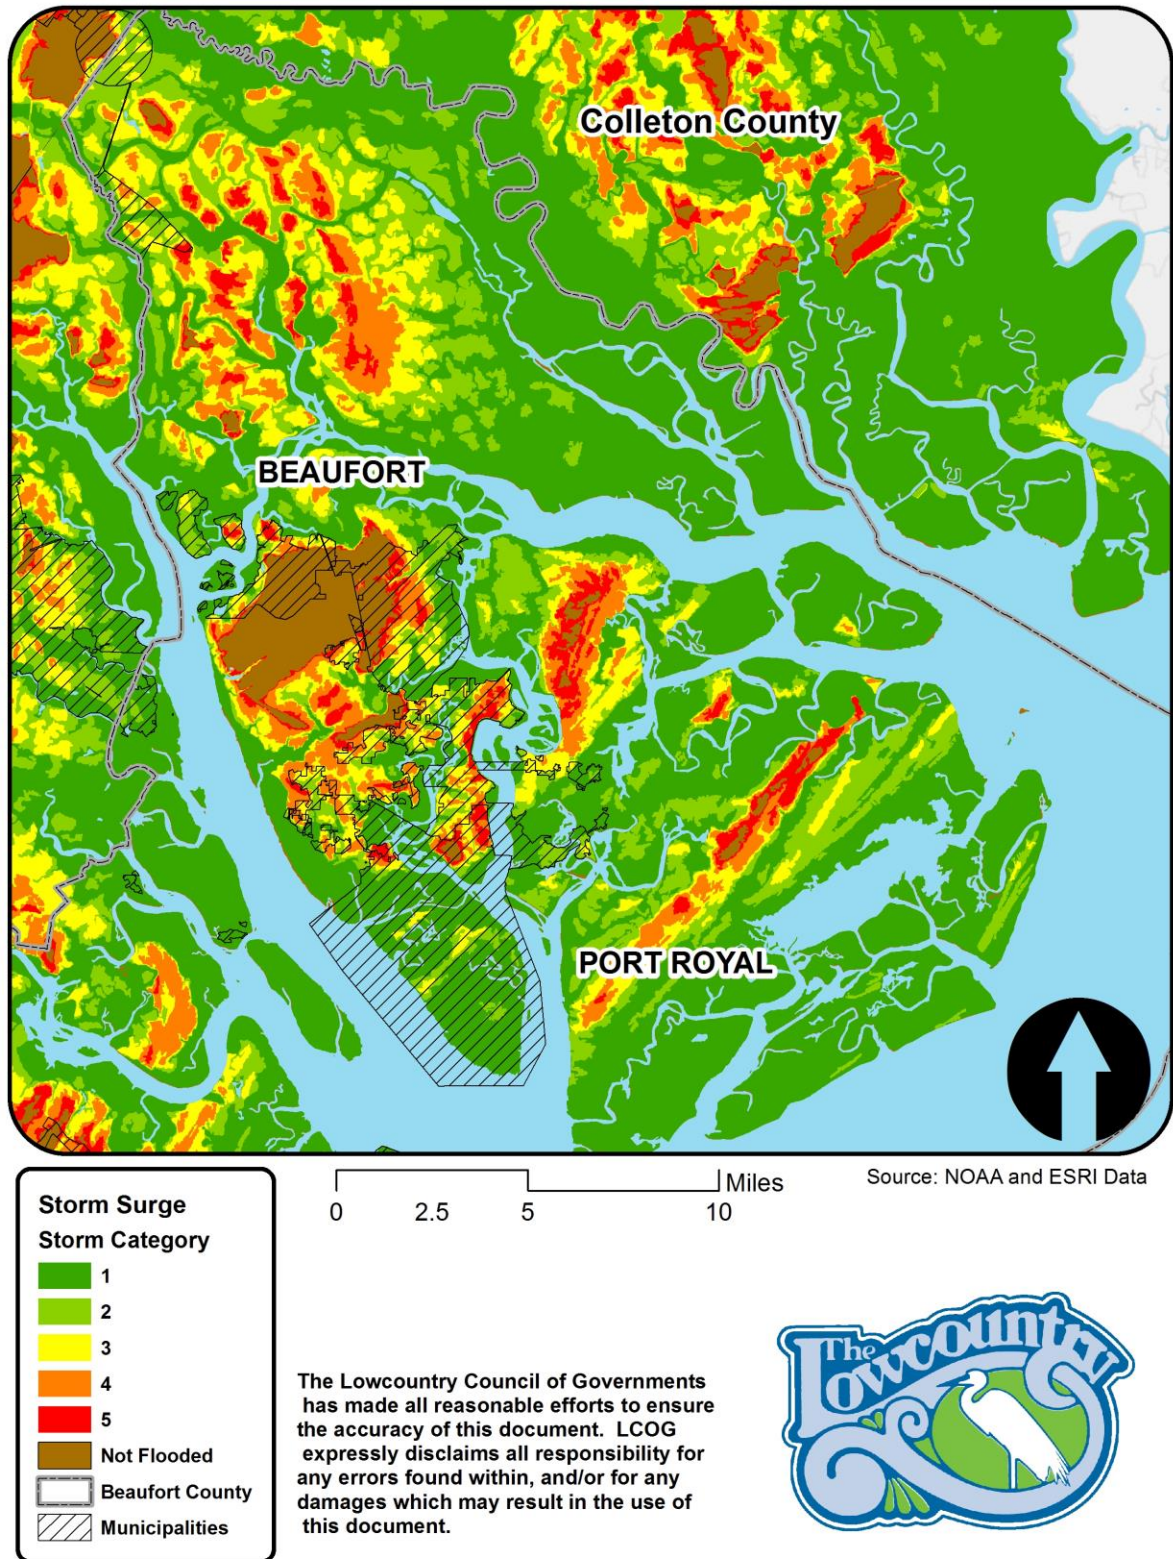 Colleton County
BEAUFORT
PORT ROYAL
Miles
0 2.5 5 10
Source: NOAA and ESRI Data
Storm Surge
Storm Category
1
2
3
4
5
Not Flooded
Beaufort County
Municipalities
The Lowcountry Council of Governments
has made all reasonable efforts to ensure
the accuracy of this document. LCOG
expressly disclaims all responsibility for
any errors found within, and/or for any
damages which may result in the use of
this document.
The
Lowcountry